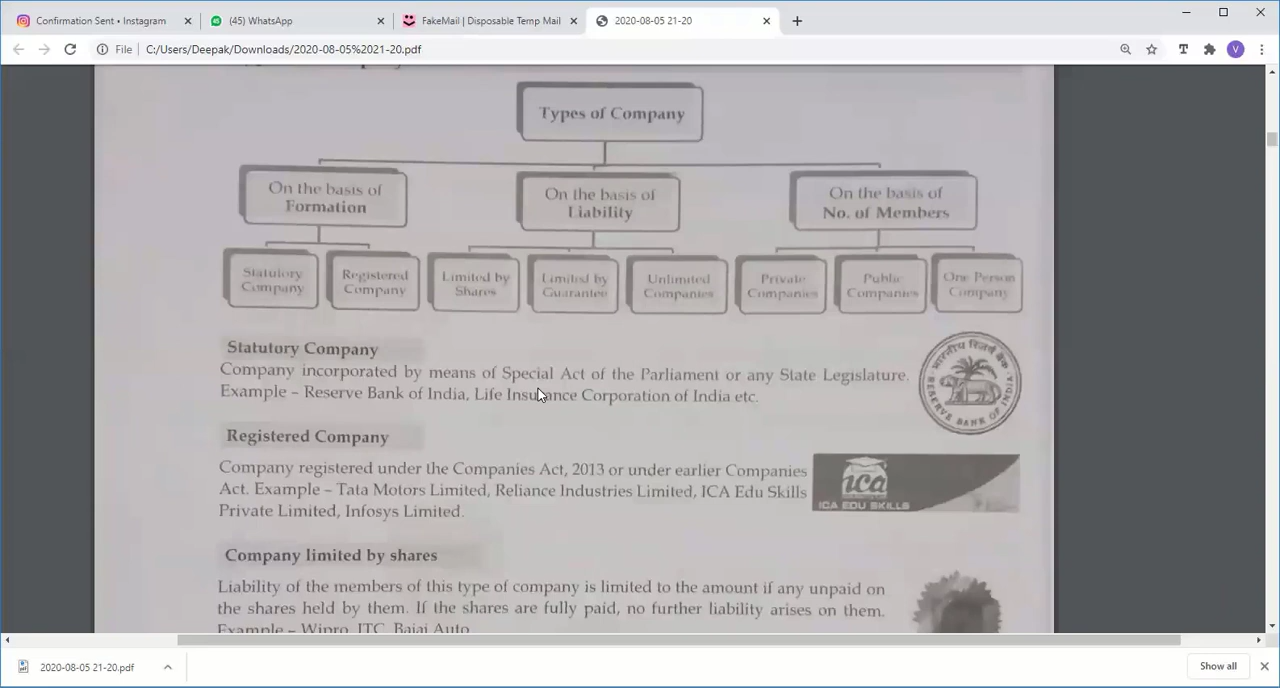 Confirmation Sent • Instagram
(45) WhatsApp
FakeMail | Disposable Temp Mail
2020-08-05 21-20
File
C:/Users/Deepak/Downloads/2020-08-05%2021-20.pdf
V
Types of Company
On the basis of
Formation
On the basis of
Liability
On the basis of
No. of Members
Statutory
Company
Registered
Company
Limited by
Shares
Limited by
Guarantee
Unlimited
Companies
Private
Companies
Public
Companies
One Person
Company
Statutory Company
Company incorporated by means of Special Act of the Parliament or any State Legislature.
Example – Reserve Bank of India, Life Insurance Corporation of India etc.
भारतीय रिज़र्व बैंक
RESERVE BANK OF INDIA
Registered Company
Company registered under the Companies Act, 2013 or under earlier Companies
Act. Example – Tata Motors Limited, Reliance Industries Limited, ICA Edu Skills
Private Limited, Infosys Limited.
ica
ICA EDU SKILLS
Company limited by shares
Liability of the members of this type of company is limited to the amount if any unpaid on
the shares held by them. If the shares are fully paid, no further liability arises on them.
Example – Wipro, ITC, Bajaj Auto
2020-08-05 21-20.pdf
Show all